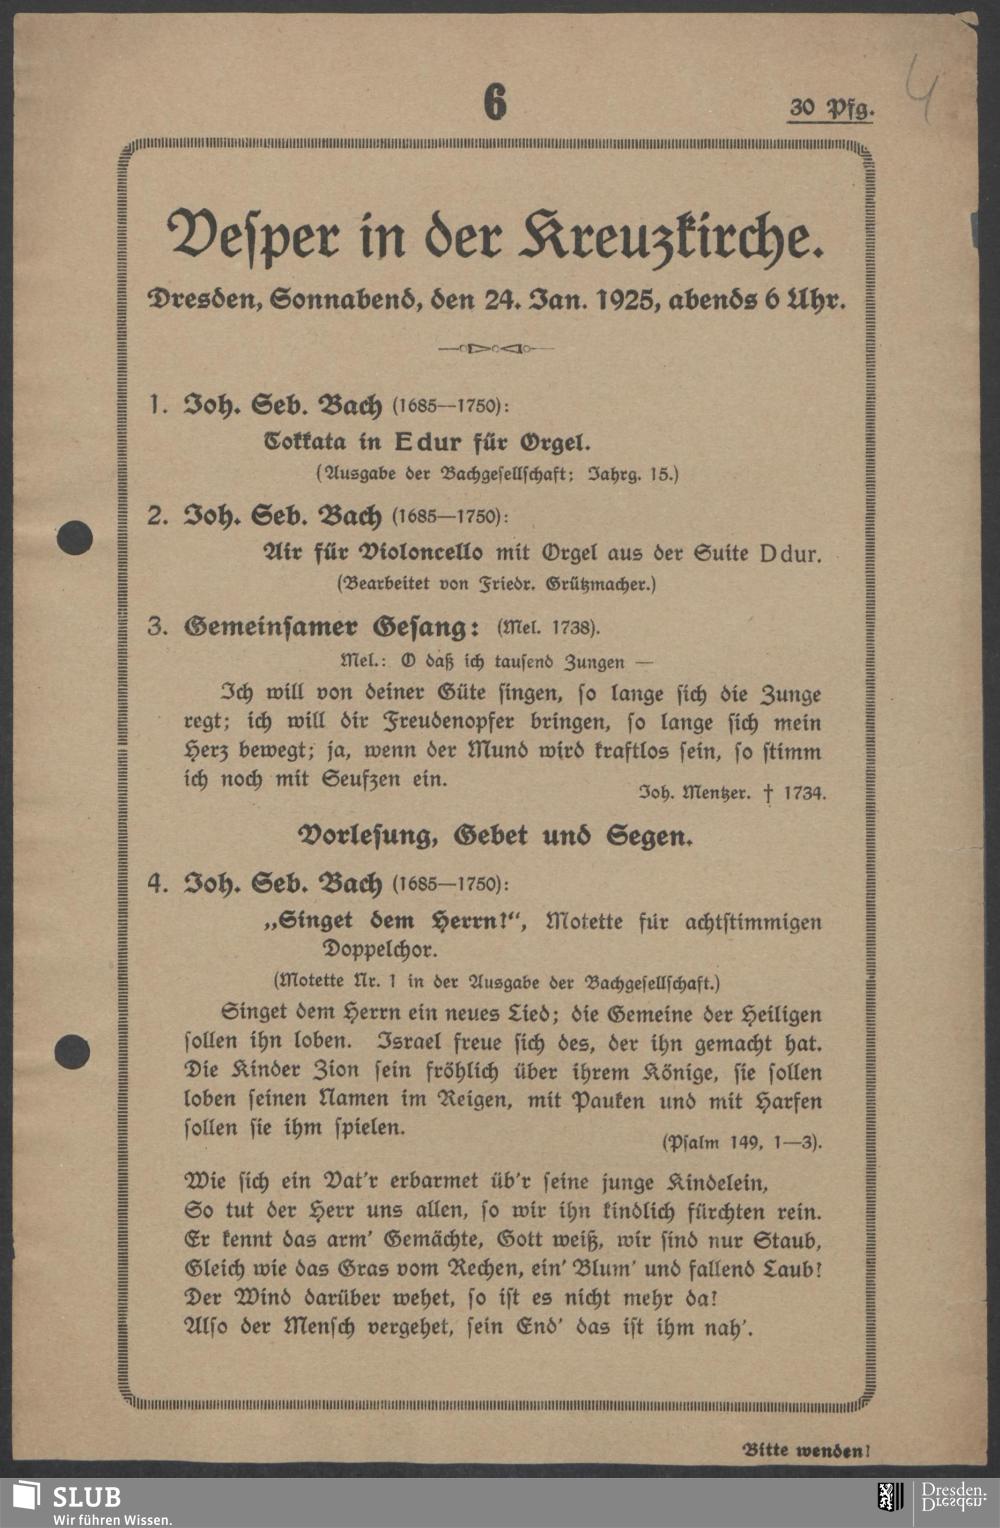 6
30 Pfg.
4
Vesper in der Kreuzkirche.
Dresden, Sonnabend, den 24. Jan. 1925, abends 6 Uhr.
1. Joh. Seb. Bach (1685—1750):
Tokkata in E dur für Orgel.
(Ausgabe der Bachgesellschaft; Jahrg. 15.)
2. Joh. Seb. Bach (1685—1750):
Air für Violoncello mit Orgel aus der Suite D dur.
(Bearbeitet von Friedr. Grützmacher.)
3. Gemeinsamer Gesang: (Mel. 1738).
Mel.: O daß ich tausend Zungen —
Ich will von deiner Güte singen, so lange sich die Zunge
regt; ich will dir Freudenopfer bringen, so lange sich mein
Herz bewegt; ja, wenn der Mund wird kraftlos sein, so stimm
ich noch mit Seufzen ein.
Joh. Mentzer. † 1734.
Vorlesung, Gebet und Segen.
4. Joh. Seb. Bach (1685—1750):
„Singet dem Herrn!“, Motette für achtstimmigen
Doppelchor.
(Motette Nr. 1 in der Ausgabe der Bachgesellschaft.)
Singet dem Herrn ein neues Lied; die Gemeine der Heiligen
sollen ihn loben. Israel freue sich des, der ihn gemacht hat.
Die Kinder Zion sein fröhlich über ihrem Könige, sie sollen
loben seinen Namen im Reigen, mit Pauken und mit Harfen
sollen sie ihm spielen.
(Psalm 149, 1—3).
Wie sich ein Vat'r erbarmet üb'r seine junge Kindelein,
So tut der Herr uns allen, so wir ihn kindlich fürchten rein.
Er kennt das arm' Gemächte, Gott weiß, wir sind nur Staub,
Gleich wie das Gras vom Rechen, ein' Blum' und fallend Laub!
Der Wind darüber wehet, so ist es nicht mehr da!
Also der Mensch vergehet, sein End' das ist ihm nah'.
Bitte wenden!
SLUB
Wir führen Wissen.
Dresden.
Dresden.